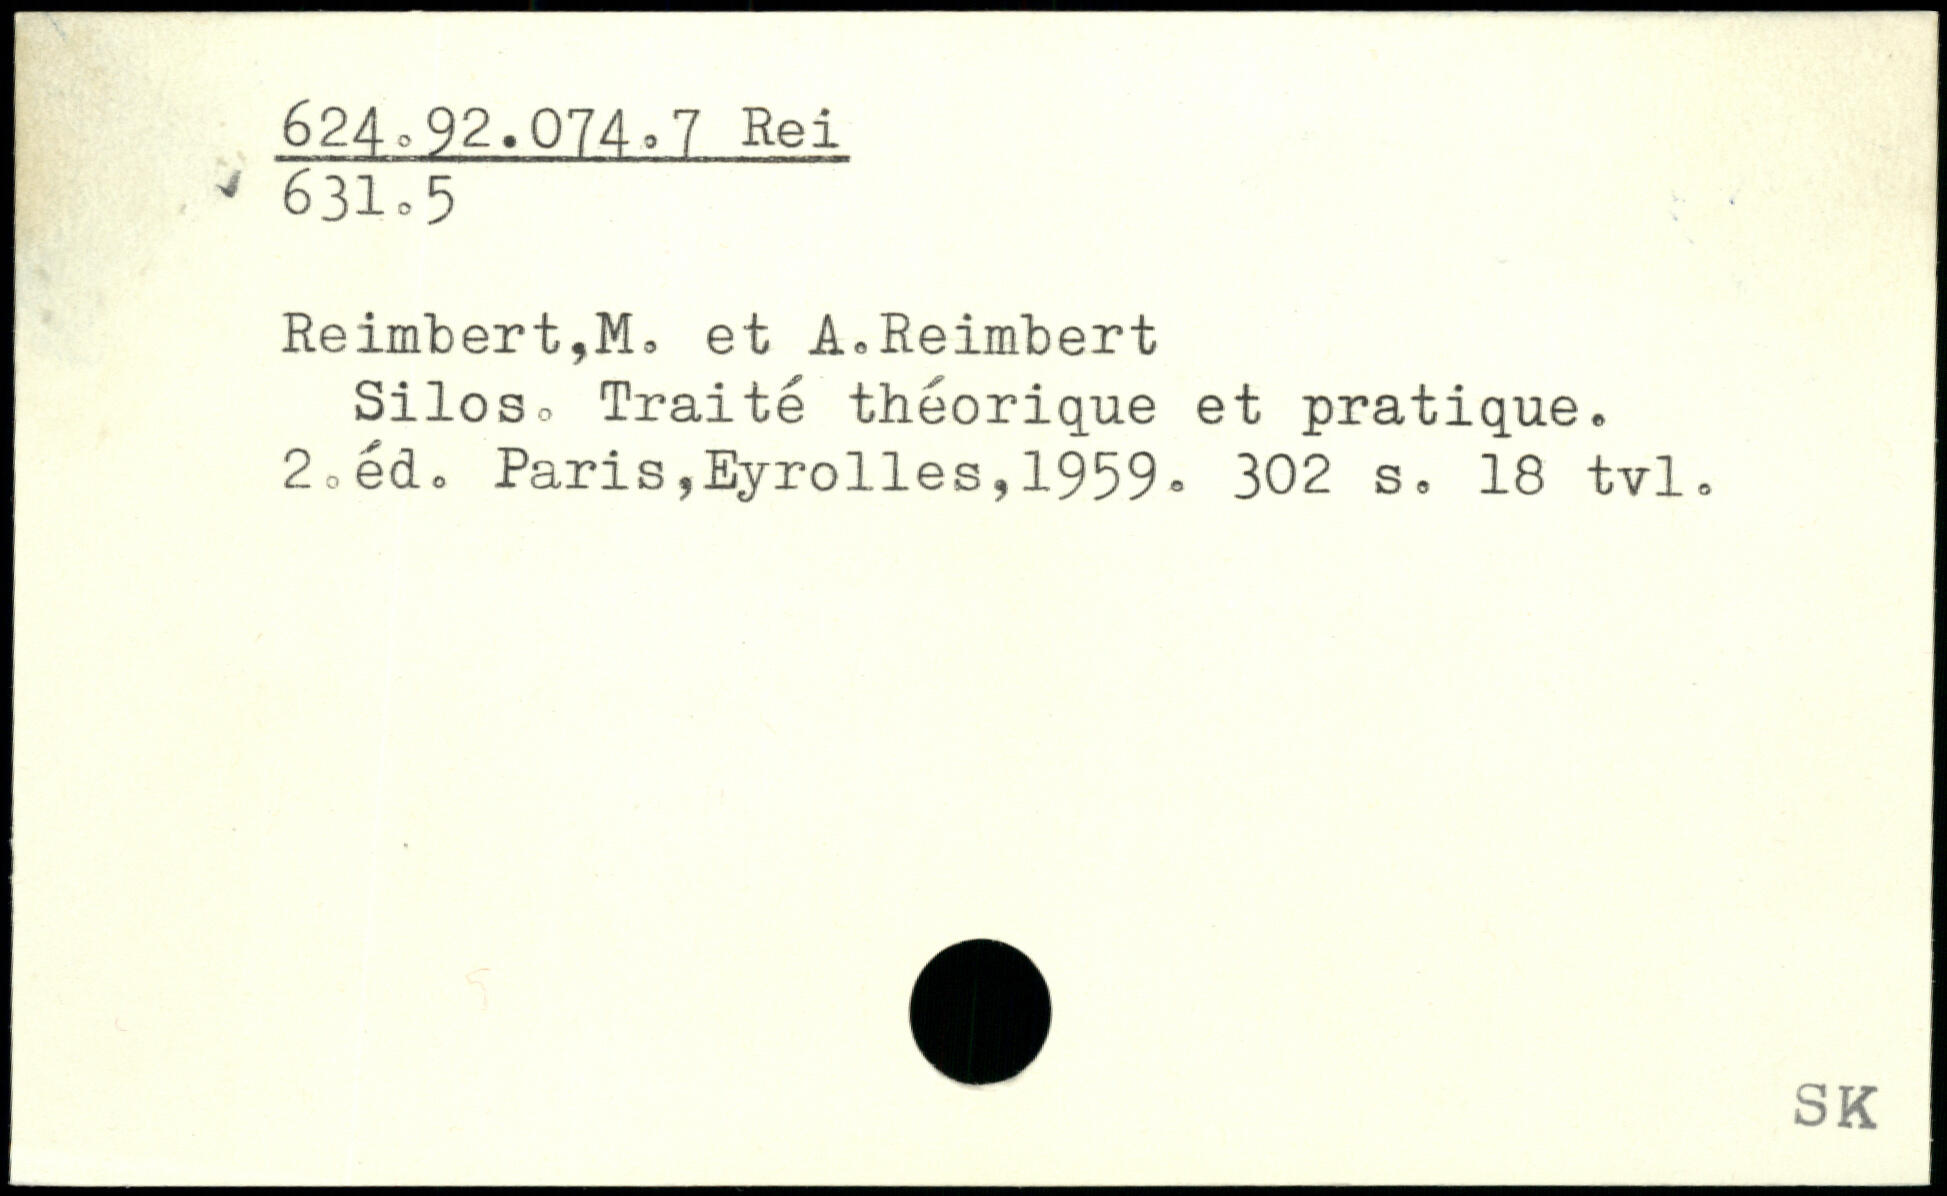 624.92.074.7 Rei
631.5
Reimbert,M. et A.Reimbert
Silos. Traité théorique et pratique.
2.éd. Paris,Eyrolles,1959. 302 s. 18 tvl.
SK